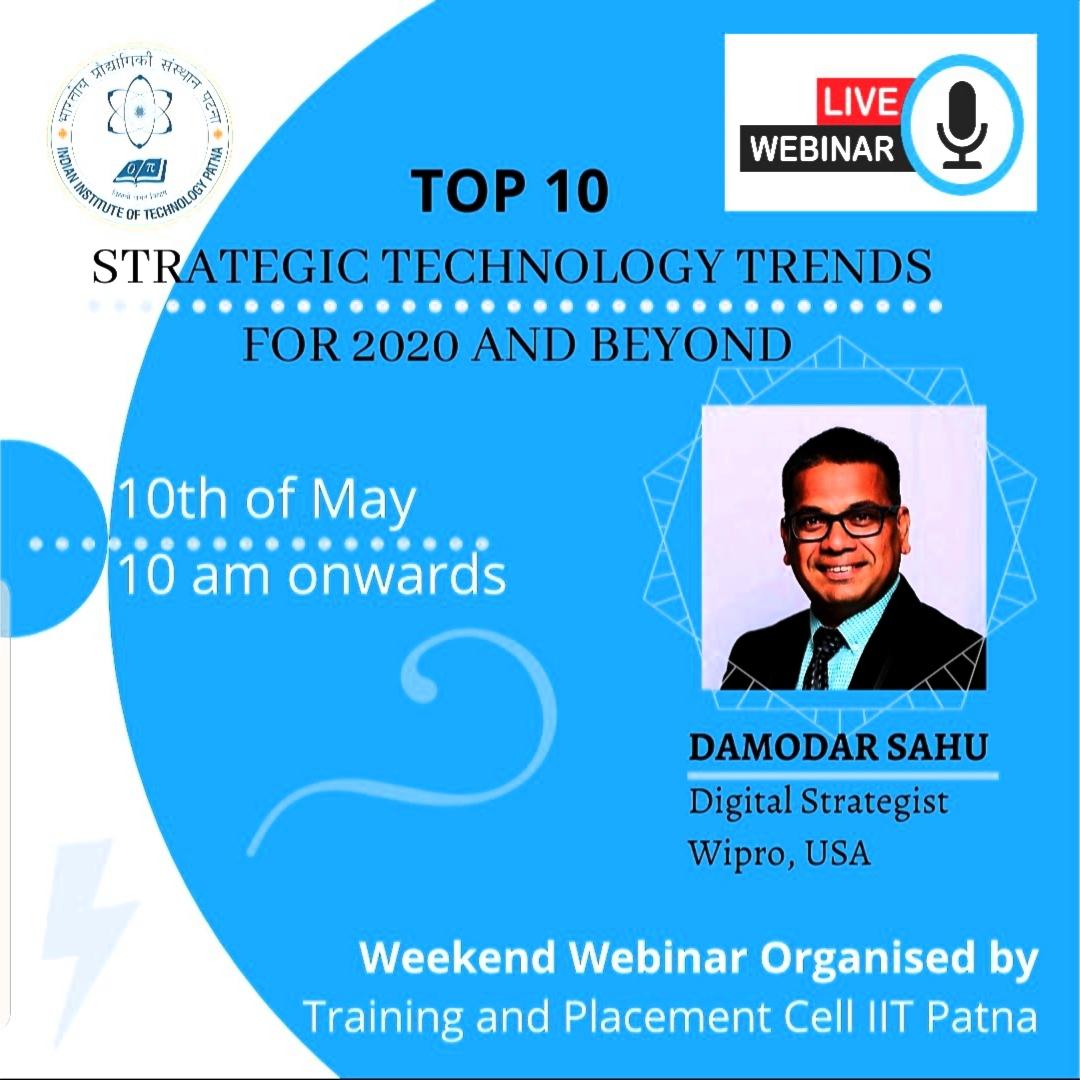 भारतीय प्रौद्योगिकी संस्थान पटना
INDIAN INSTITUTE OF TECHNOLOGY PATNA
LIVE
WEBINAR
TOP 10
STRATEGIC TECHNOLOGY TRENDS
FOR 2020 AND BEYOND
10th of May
10 am onwards
DAMODAR SAHU
Digital Strategist
Wipro, USA
Weekend Webinar Organised by
Training and Placement Cell IIT Patna